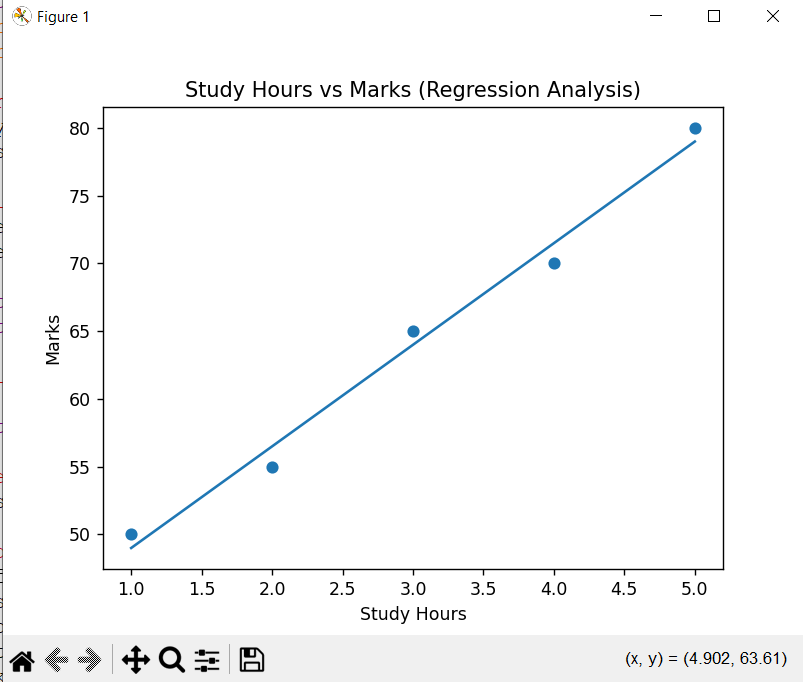 Figure 1
Study Hours vs Marks (Regression Analysis)
80
75
70
65
60
55
50
Marks
1.0 1.5 2.0 2.5 3.0 3.5 4.0 4.5 5.0
Study Hours
(x, y) = (4.902, 63.61)